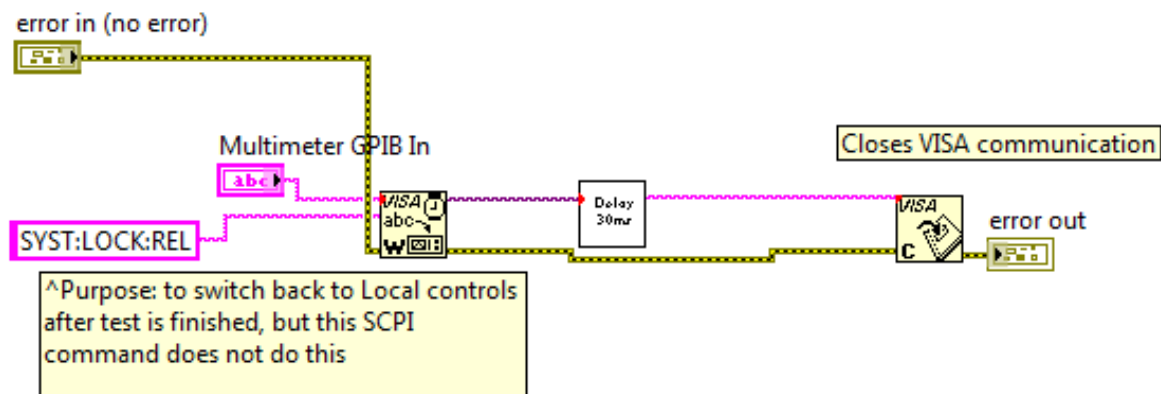 error in (no error)
Multimeter GPIB In
abc
Closes VISA communication
VISA
abc
W
Delay
30ms
VISA
C
error out
SYST:LOCK:REL
^Purpose: to switch back to Local controls
after test is finished, but this SCPI
command does not do this